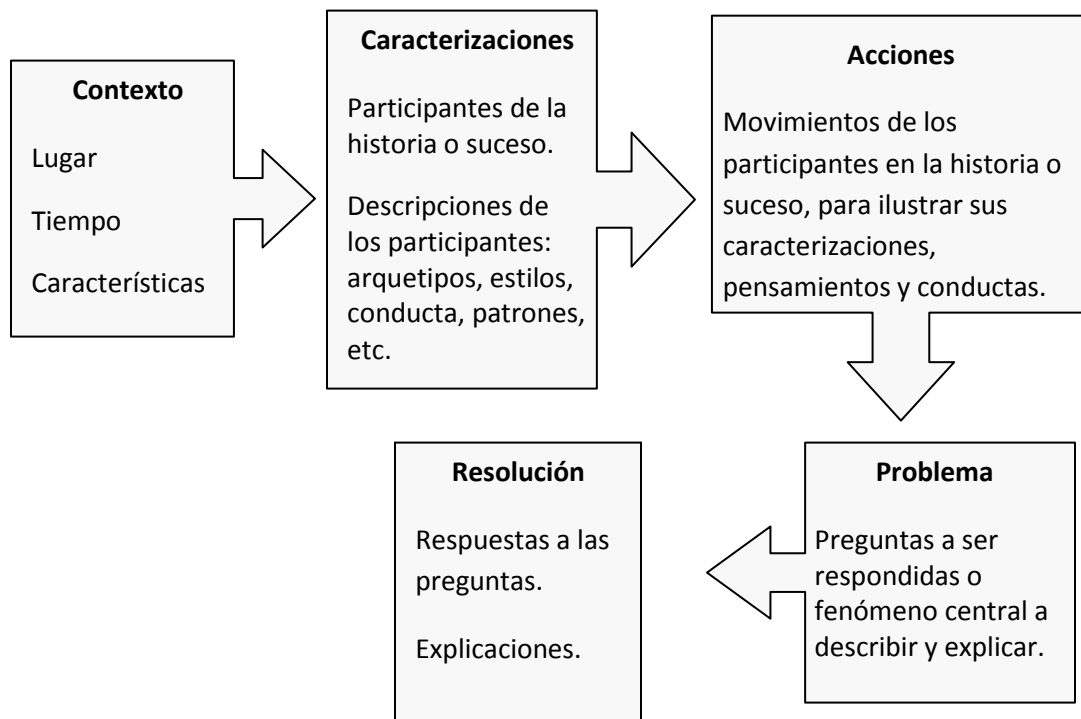 Contexto
Lugar
Tiempo
Características
Caracterizaciones
Participantes de la
historia o suceso.
Descripciones de
los participantes:
arquetipos, estilos,
conducta, patrones,
etc.
Acciones
Movimientos de los
participantes en la historia o
suceso, para ilustrar sus
caracterizaciones,
pensamientos y conductas.
Problema
Preguntas a ser
respondidas o
fenómeno central a
describir y explicar.
Resolución
Respuestas a las
preguntas.
Explicaciones.